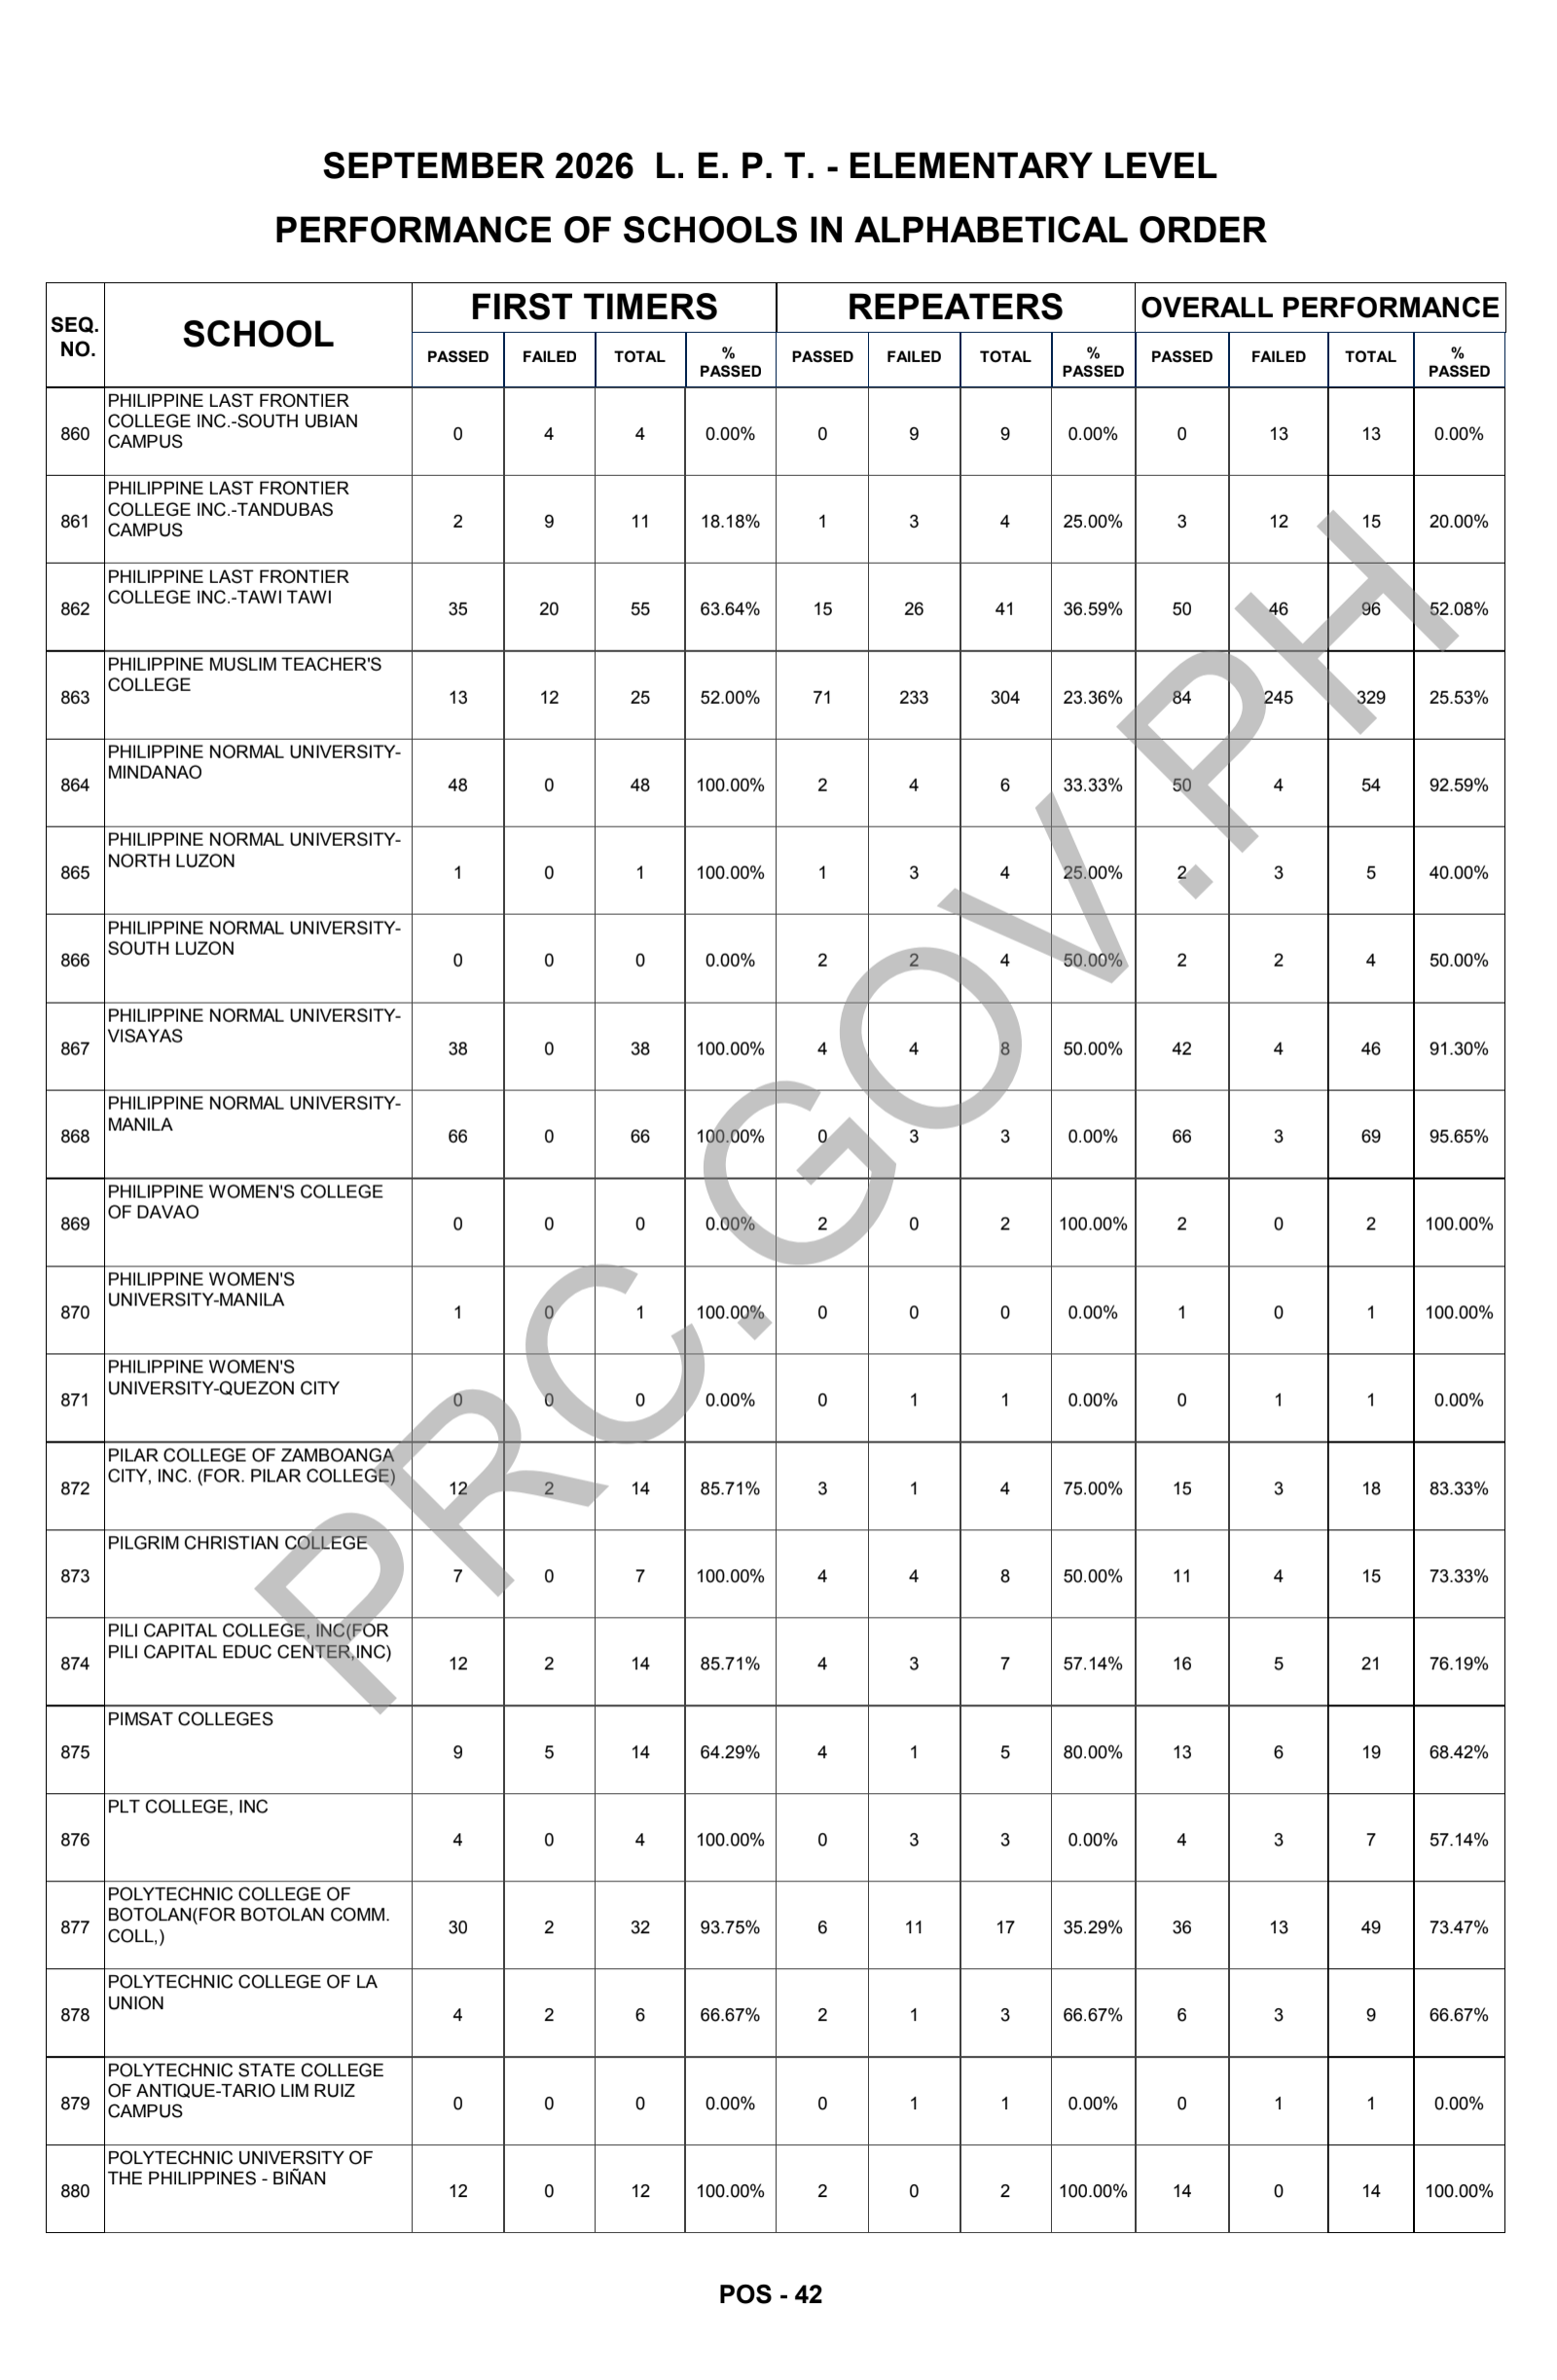 SEPTEMBER 2026 L. E. P. T. - ELEMENTARY LEVEL
PERFORMANCE OF SCHOOLS IN ALPHABETICAL ORDER
SEQ. NO. SCHOOL FIRST TIMERS REPEATERS OVERALL PERFORMANCE
PASSED FAILED TOTAL % PASSED PASSED FAILED TOTAL % PASSED PASSED FAILED TOTAL % PASSED
860 PHILIPPINE LAST FRONTIER COLLEGE INC.-SOUTH UBIAN CAMPUS 0 4 4 0.00% 0 9 9 0.00% 0 13 13 0.00%
861 PHILIPPINE LAST FRONTIER COLLEGE INC.-TANDUBAS CAMPUS 2 9 11 18.18% 1 3 4 25.00% 3 12 15 20.00%
862 PHILIPPINE LAST FRONTIER COLLEGE INC.-TAWI TAWI 35 20 55 63.64% 15 26 41 36.59% 50 46 96 52.08%
863 PHILIPPINE MUSLIM TEACHER'S COLLEGE 13 12 25 52.00% 71 233 304 23.36% 84 245 329 25.53%
864 PHILIPPINE NORMAL UNIVERSITY-MINDANAO 48 0 48 100.00% 2 4 6 33.33% 50 4 54 92.59%
865 PHILIPPINE NORMAL UNIVERSITY-NORTH LUZON 1 0 1 100.00% 1 3 4 25.00% 2 3 5 40.00%
866 PHILIPPINE NORMAL UNIVERSITY-SOUTH LUZON 0 0 0 0.00% 2 2 4 50.00% 2 2 4 50.00%
867 PHILIPPINE NORMAL UNIVERSITY-VISAYAS 38 0 38 100.00% 4 4 8 50.00% 42 4 46 91.30%
868 PHILIPPINE NORMAL UNIVERSITY-MANILA 66 0 66 100.00% 0 3 3 0.00% 66 3 69 95.65%
869 PHILIPPINE WOMEN'S COLLEGE OF DAVAO 0 0 0 0.00% 2 0 2 100.00% 2 0 2 100.00%
870 PHILIPPINE WOMEN'S UNIVERSITY-MANILA 1 0 1 100.00% 0 0 0 0.00% 1 0 1 100.00%
871 PHILIPPINE WOMEN'S UNIVERSITY-QUEZON CITY 0 0 0 0.00% 0 1 1 0.00% 0 1 1 0.00%
872 PILAR COLLEGE OF ZAMBOANGA CITY, INC. (FOR. PILAR COLLEGE) 12 2 14 85.71% 3 1 4 75.00% 15 3 18 83.33%
873 PILGRIM CHRISTIAN COLLEGE 7 0 7 100.00% 4 4 8 50.00% 11 4 15 73.33%
874 PILI CAPITAL COLLEGE, INC(FOR PILI CAPITAL EDUC CENTER,INC) 12 2 14 85.71% 4 3 7 57.14% 16 5 21 76.19%
875 PIMSAT COLLEGES 9 5 14 64.29% 4 1 5 80.00% 13 6 19 68.42%
876 PLT COLLEGE, INC 4 0 4 100.00% 0 3 3 0.00% 4 3 7 57.14%
877 POLYTECHNIC COLLEGE OF BOTOLAN(FOR BOTOLAN COMM. COLL,) 30 2 32 93.75% 6 11 17 35.29% 36 13 49 73.47%
878 POLYTECHNIC COLLEGE OF LA UNION 4 2 6 66.67% 2 1 3 66.67% 6 3 9 66.67%
879 POLYTECHNIC STATE COLLEGE OF ANTIQUE-TARIO LIM RUIZ CAMPUS 0 0 0 0.00% 0 1 1 0.00% 0 1 1 0.00%
880 POLYTECHNIC UNIVERSITY OF THE PHILIPPINES - BIÑAN 12 0 12 100.00% 2 0 2 100.00% 14 0 14 100.00%
PRC.GOV.PH
POS - 42